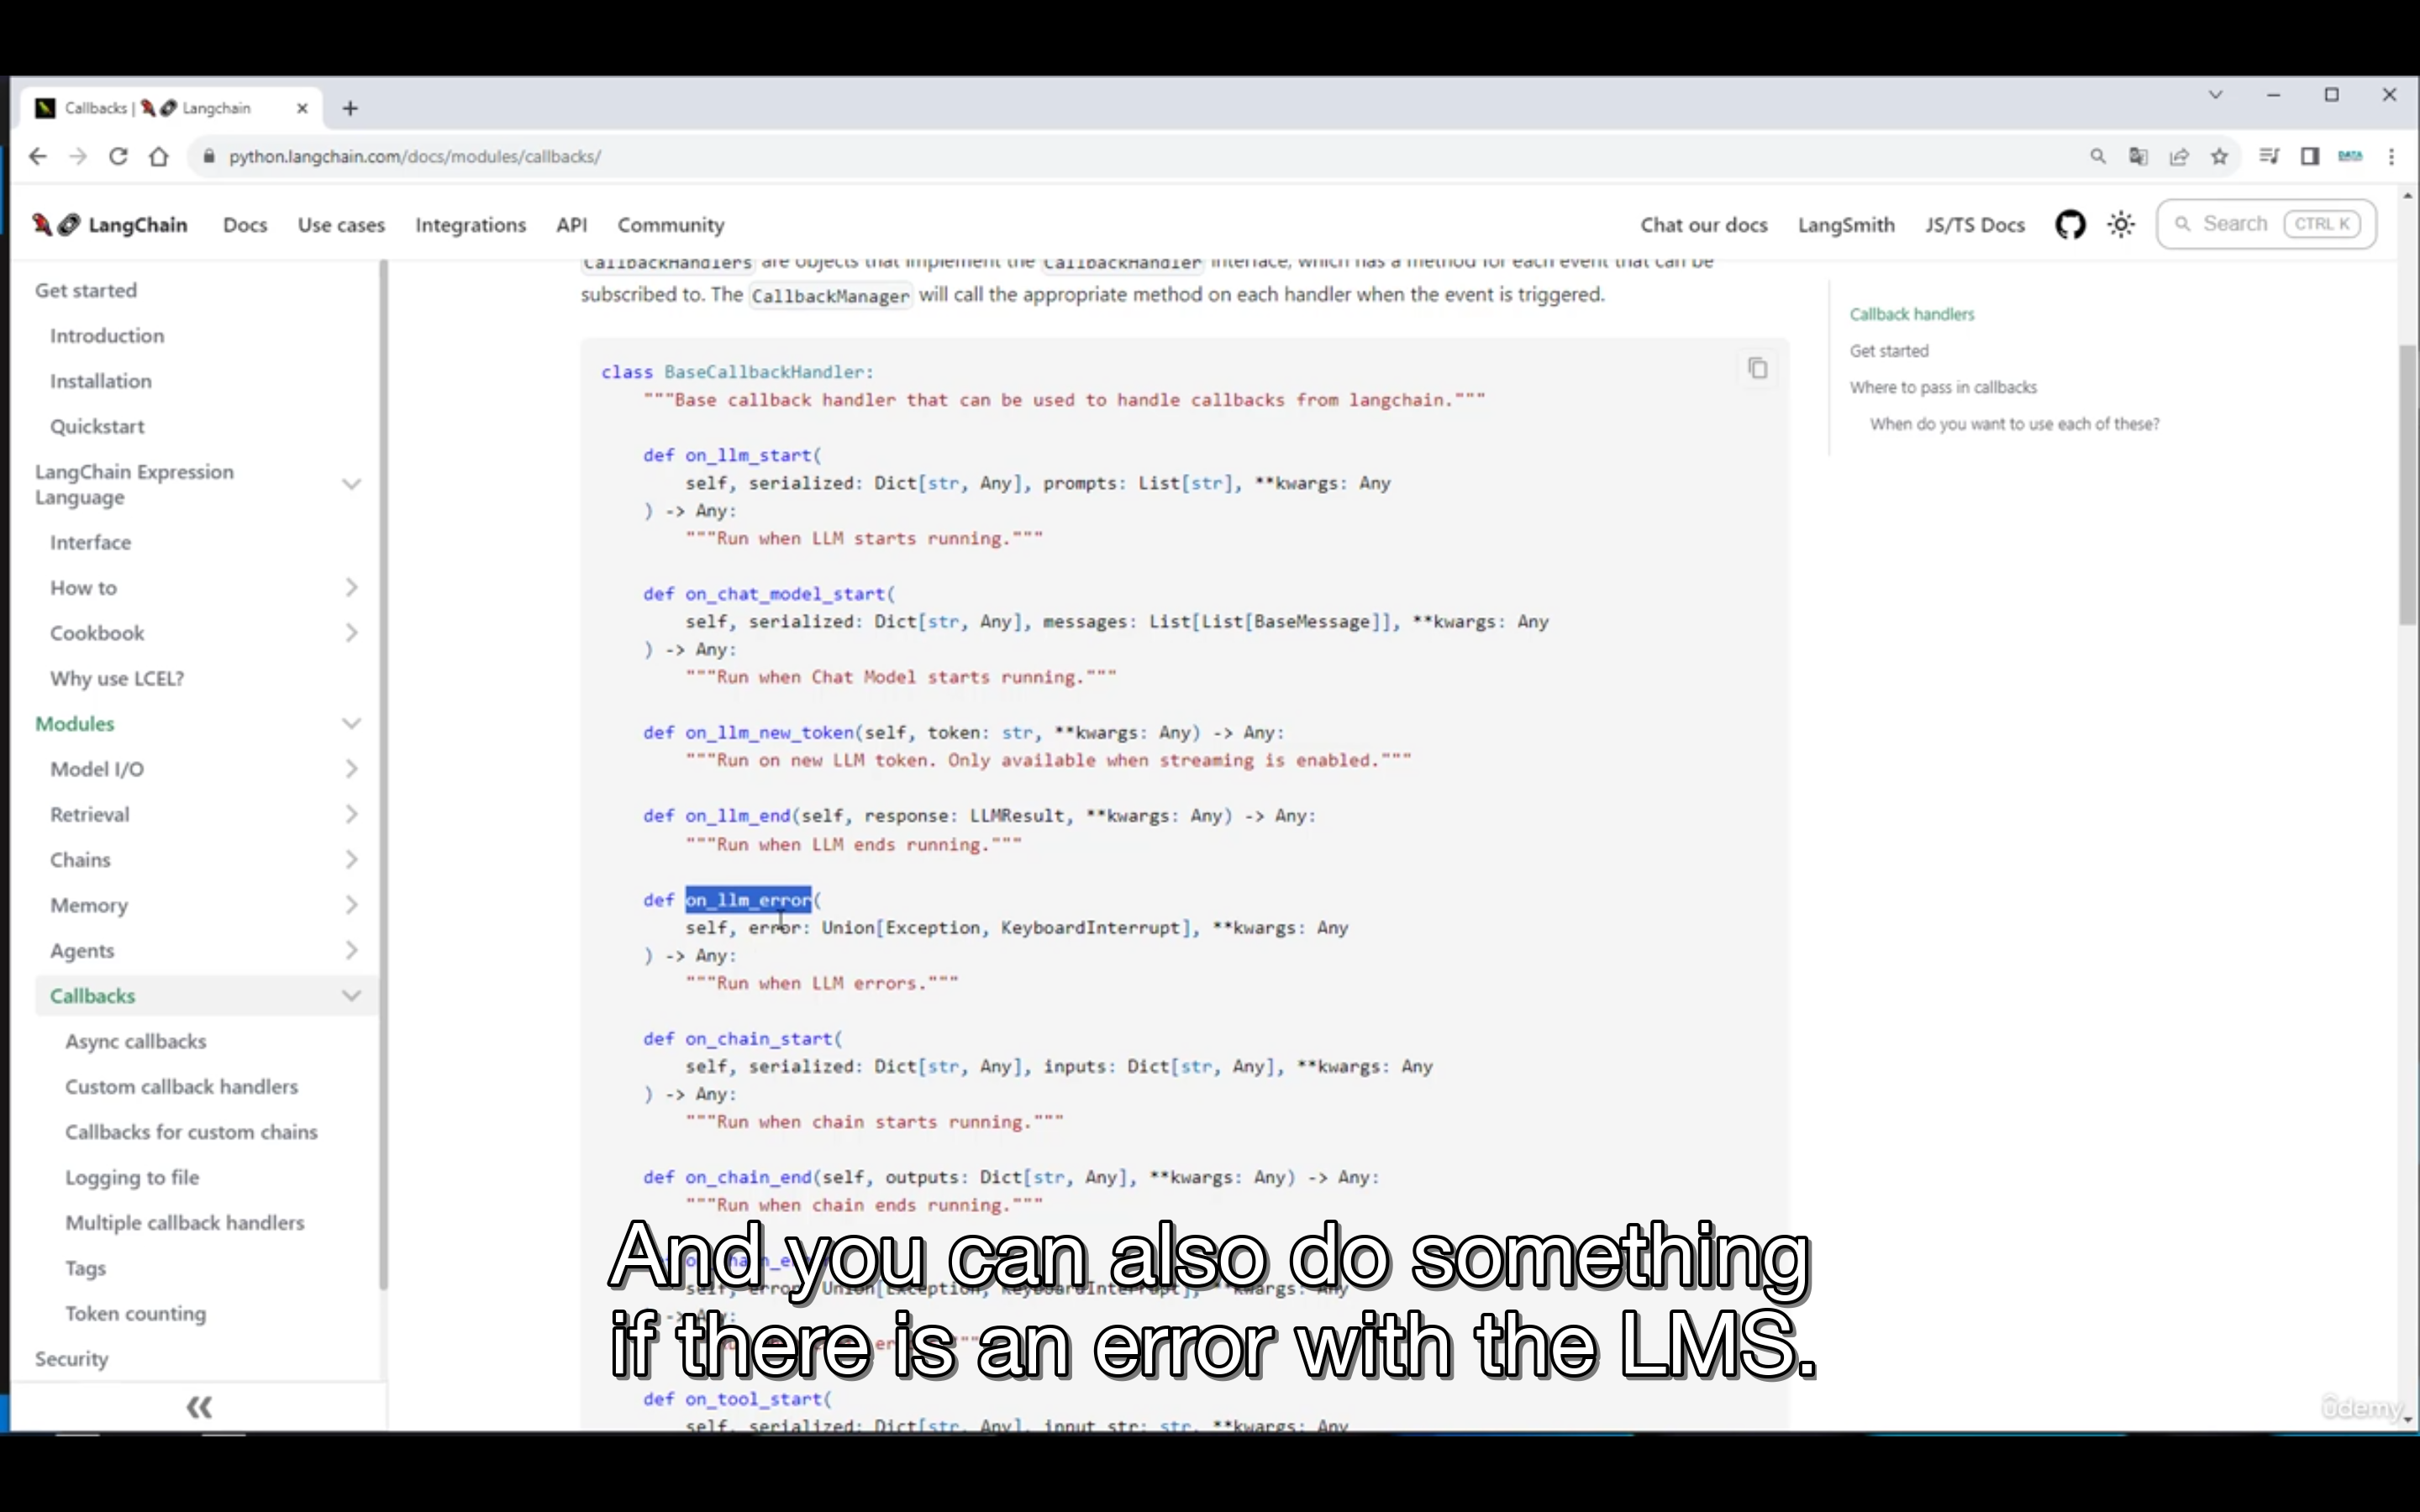 Callbacks | Langchain
python.langchain.com/docs/modules/callbacks/
DATA
LangChain
Docs
Use cases
Integrations
API
Community
Chat our docs
LangSmith
JS/TS Docs
Search
CTRL K
Get started
Introduction
Installation
Quickstart
LangChain Expression
Language
Interface
How to
Cookbook
Why use LCEL?
Modules
Model I/O
Retrieval
Chains
Memory
Agents
Callbacks
Async callbacks
Custom callback handlers
Callbacks for custom chains
Logging to file
Multiple callback handlers
Tags
Token counting
Security
CallbackHandlers are objects that implement the CallbackHandler interface, which has a method for each event that can be
subscribed to. The CallbackManager will call the appropriate method on each handler when the event is triggered.
class BaseCallbackHandler:
"""Base callback handler that can be used to handle callbacks from langchain."""
def on_llm_start(
self, serialized: Dict[str, Any], prompts: List[str], **kwargs: Any
) -> Any:
"""Run when LLM starts running."""
def on_chat_model_start(
self, serialized: Dict[str, Any], messages: List[List[BaseMessage]], **kwargs: Any
) -> Any:
"""Run when Chat Model starts running."""
def on_llm_new_token(self, token: str, **kwargs: Any) -> Any:
"""Run on new LLM token. Only available when streaming is enabled."""
def on_llm_end(self, response: LLMResult, **kwargs: Any) -> Any:
"""Run when LLM ends running."""
def on_llm_error(
self, error: Union[Exception, KeyboardInterrupt], **kwargs: Any
) -> Any:
"""Run when LLM errors."""
def on_chain_start(
self, serialized: Dict[str, Any], inputs: Dict[str, Any], **kwargs: Any
) -> Any:
"""Run when chain starts running."""
def on_chain_end(self, outputs: Dict[str, Any], **kwargs: Any) -> Any:
"""Run when chain ends running."""
self, error: Union[Exception, KeyboardInterrupt], **kwargs: Any
def on_tool_start(
self, serialized: Dict[str, Any], input_str: str, **kwargs: Any
Callback handlers
Get started
Where to pass in callbacks
When do you want to use each of these?
And you can also do something
if there is an error with the LMS.
ûdemy